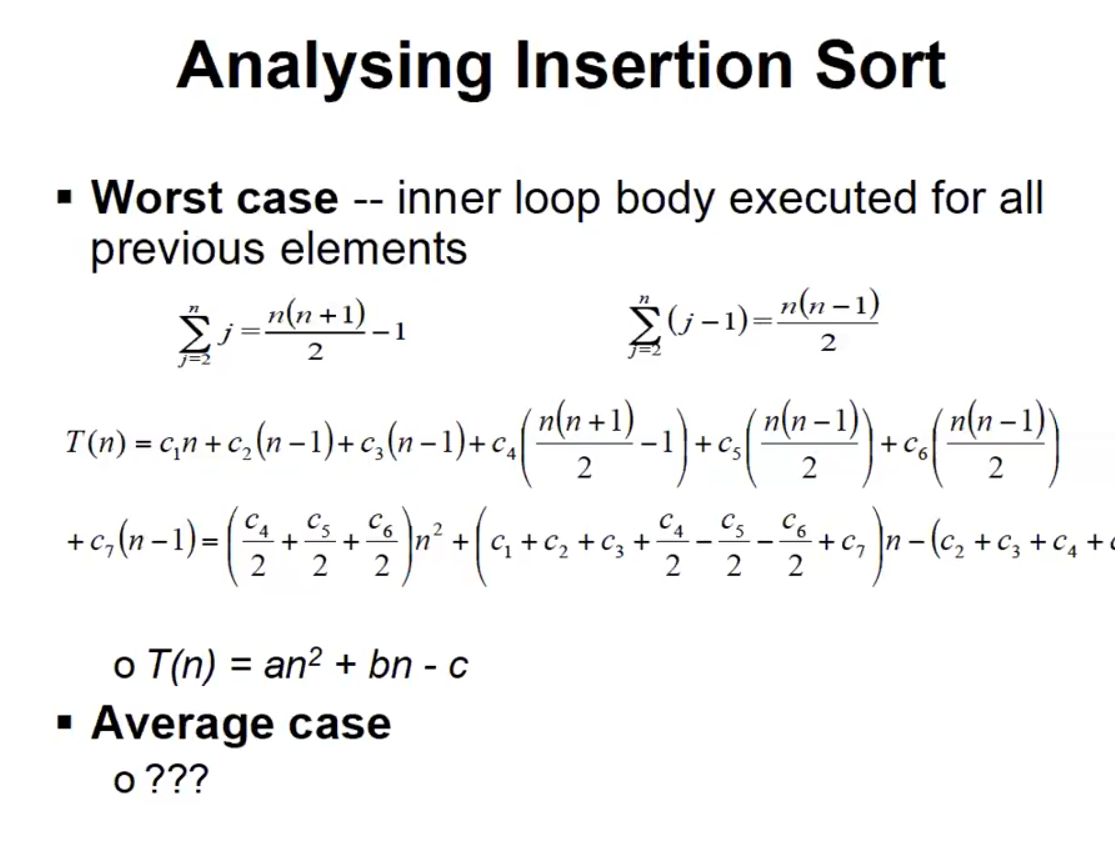 Analysing Insertion Sort
▪ Worst case -- inner loop body executed for all
previous elements
\sum_{j=2}^{n} j = \frac{n(n+1)}{2} - 1    \sum_{j=2}^{n} (j-1) = \frac{n(n-1)}{2}
T(n) = c_1 n + c_2(n-1) + c_3(n-1) + c_4\left(\frac{n(n+1)}{2} - 1\right) + c_5\left(\frac{n(n-1)}{2}\right) + c_6\left(\frac{n(n-1)}{2}\right)
+ c_7(n-1) = \left(\frac{c_4}{2} + \frac{c_5}{2} + \frac{c_6}{2}\right)n^2 + \left(c_1 + c_2 + c_3 + \frac{c_4}{2} - \frac{c_5}{2} - \frac{c_6}{2} + c_7\right)n - (c_2 + c_3 + c_4 +
o T(n) = an² + bn - c
▪ Average case
o ???